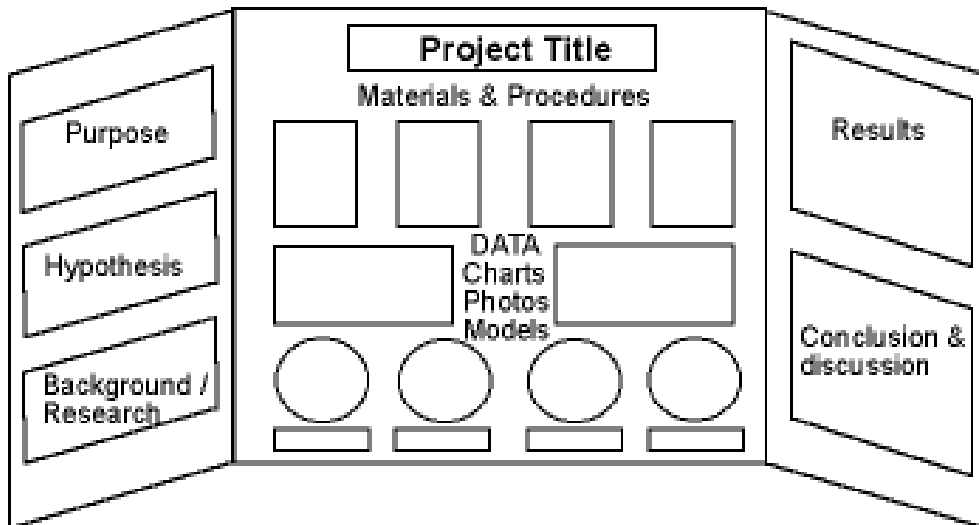 Project Title
Materials & Procedures
Purpose
Hypothesis
Background /
Research
DATA
Charts
Photos
Models
Results
Conclusion &
discussion